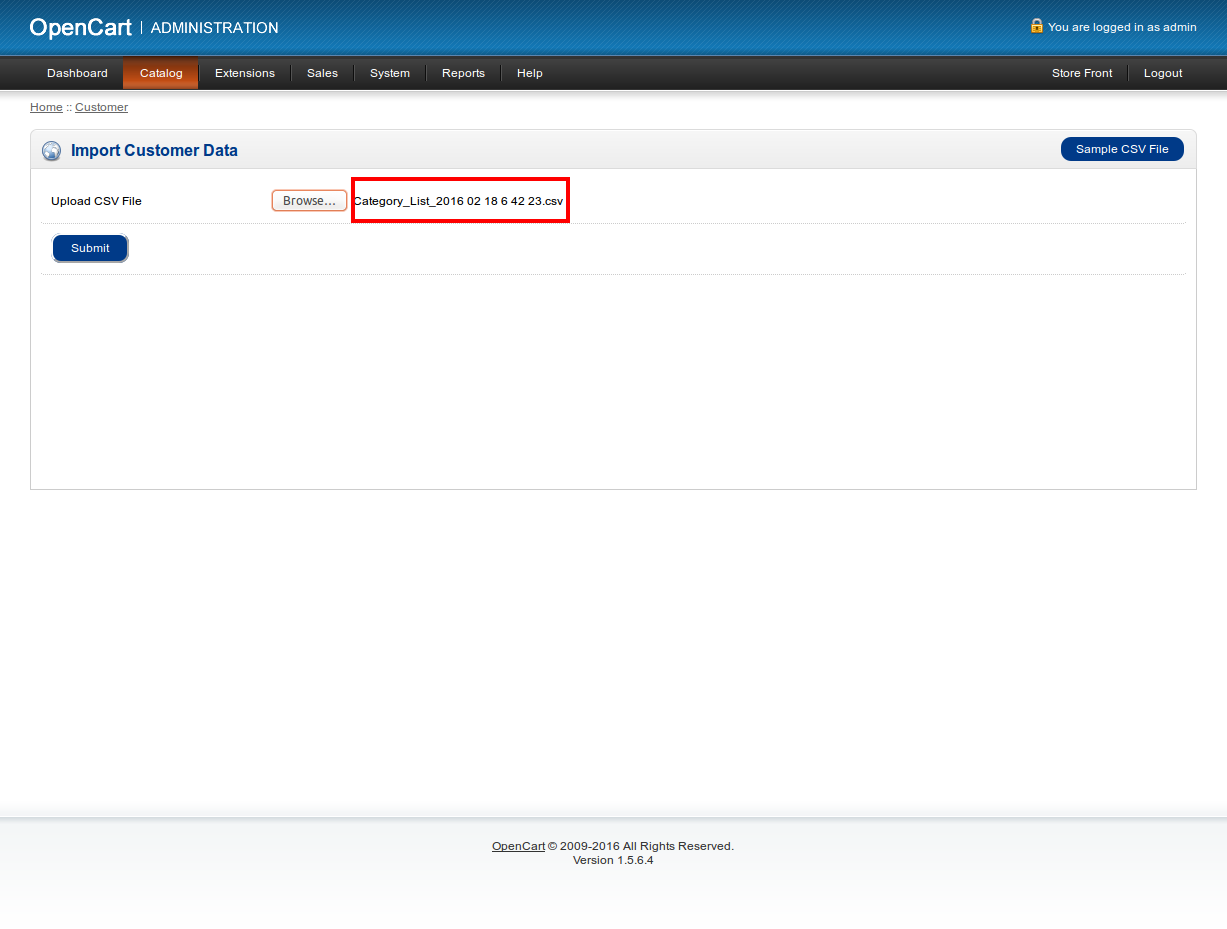 OpenCart | ADMINISTRATION
You are logged in as admin
Dashboard Catalog Extensions Sales System Reports Help Store Front Logout
Home :: Customer
Import Customer Data
Sample CSV File
Upload CSV File Browse... Category_List_2016 02 18 6 42 23.csv
Submit
OpenCart © 2009-2016 All Rights Reserved.
Version 1.5.6.4